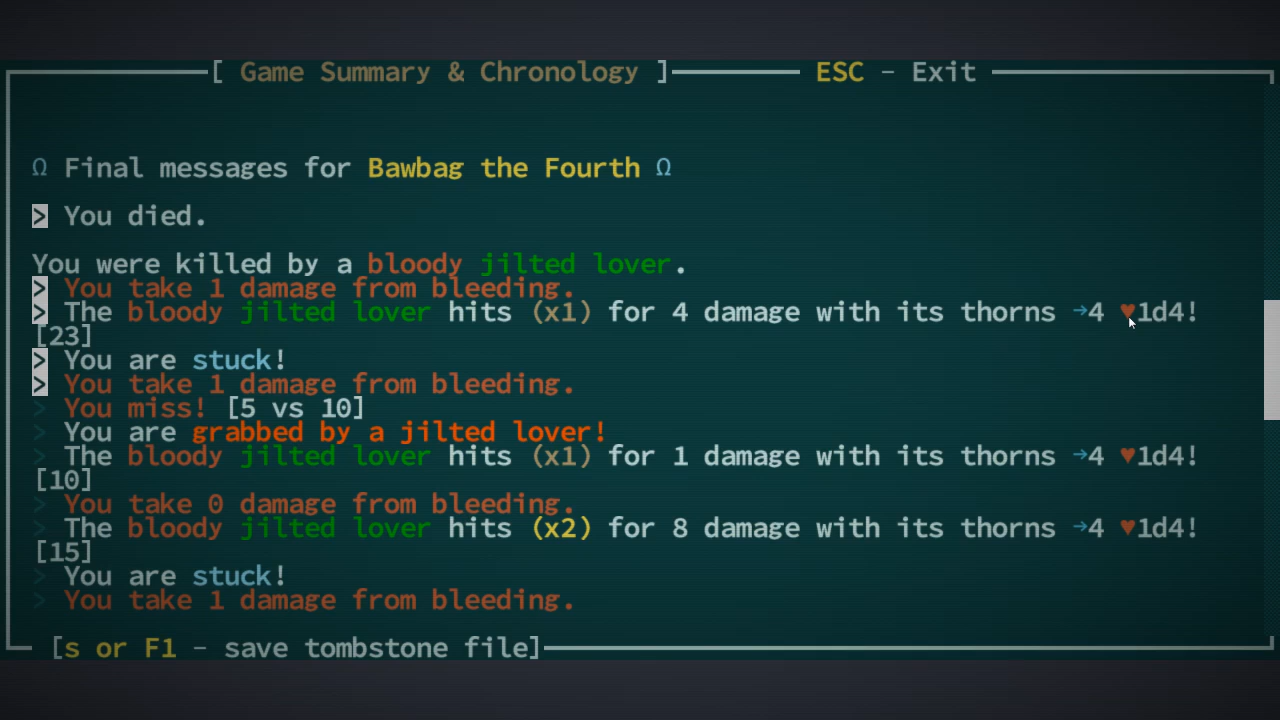 [ Game Summary & Chronology ] ESC - Exit
Ω Final messages for Bawbag the Fourth Ω
> You died.
You were killed by a bloody jilted lover.
> You take 1 damage from bleeding.
> The bloody jilted lover hits (x1) for 4 damage with its thorns →4 ♥1d4!
[23]
> You are stuck!
> You take 1 damage from bleeding.
> You miss! [5 vs 10]
> You are grabbed by a jilted lover!
> The bloody jilted lover hits (x1) for 1 damage with its thorns →4 ♥1d4!
[10]
> You take 0 damage from bleeding.
> The bloody jilted lover hits (x2) for 8 damage with its thorns →4 ♥1d4!
[15]
> You are stuck!
> You take 1 damage from bleeding.
[s or F1 - save tombstone file]